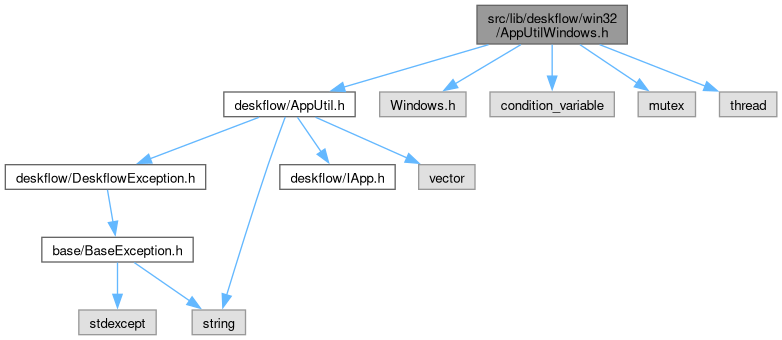 src/lib/deskflow/win32
/AppUtilWindows.h
deskflow/AppUtil.h
Windows.h
condition_variable
mutex
thread
deskflow/DeskflowException.h
deskflow/IApp.h
vector
base/BaseException.h
stdexcept
string